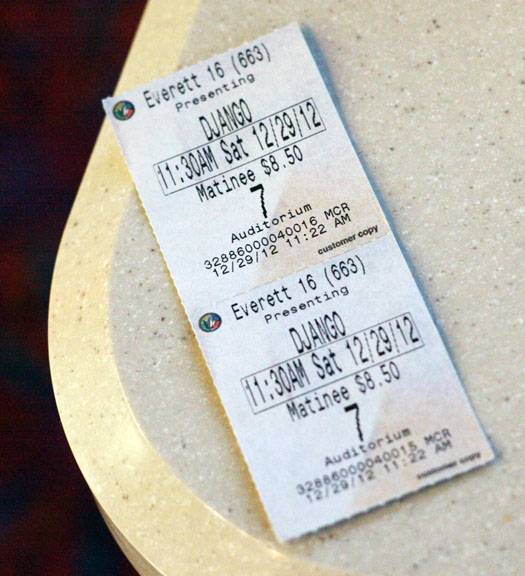 Everett 16 (663)
Presenting
DJANGO
11:30AM Sat 12/29/12
Matinee $8.50
7
Auditorium
32886000040016 MCR
12/29/12 11:22 AM
customer copy
Everett 16 (663)
Presenting
DJANGO
11:30AM Sat 12/29/12
Matinee $8.50
7
Auditorium
32886000040015 MCR
12/29/12 11:22 AM
customer copy